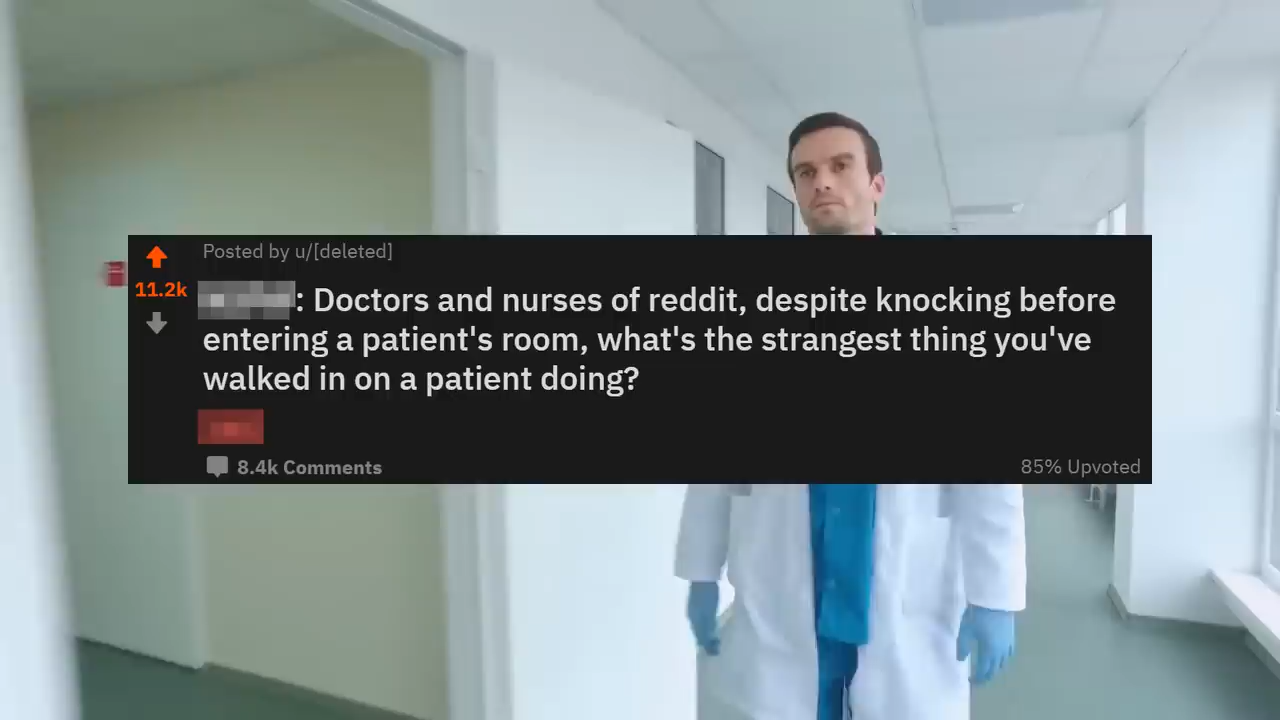 Posted by u/[deleted]
11.2k
: Doctors and nurses of reddit, despite knocking before
entering a patient's room, what's the strangest thing you've
walked in on a patient doing?
8.4k Comments
85% Upvoted